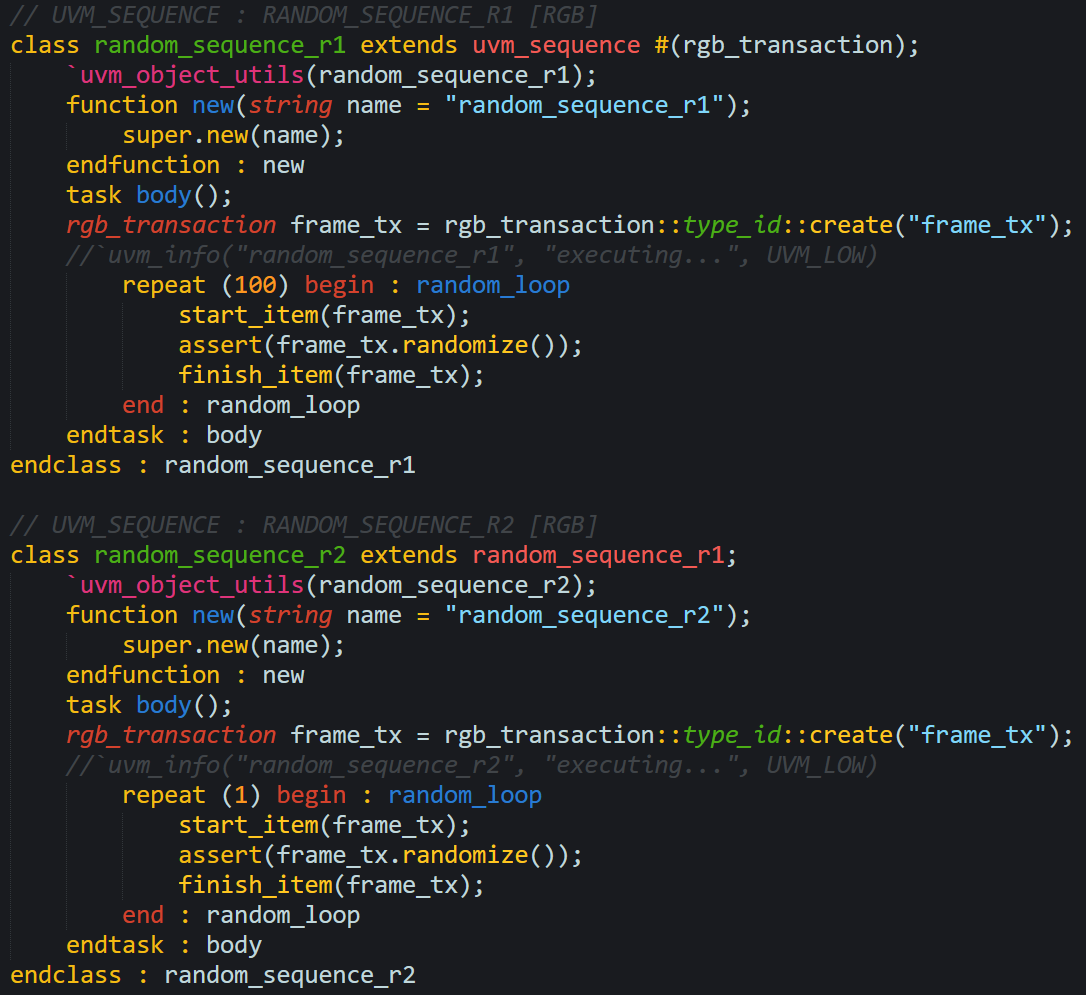 // UVM_SEQUENCE : RANDOM_SEQUENCE_R1 [RGB]
class random_sequence_r1 extends uvm_sequence #(rgb_transaction);
    `uvm_object_utils(random_sequence_r1);
    function new(string name = "random_sequence_r1");
        super.new(name);
    endfunction : new
    task body();
    rgb_transaction frame_tx = rgb_transaction::type_id::create("frame_tx");
    //`uvm_info("random_sequence_r1", "executing...", UVM_LOW)
        repeat (100) begin : random_loop
            start_item(frame_tx);
            assert(frame_tx.randomize());
            finish_item(frame_tx);
        end : random_loop
    endtask : body
endclass : random_sequence_r1

// UVM_SEQUENCE : RANDOM_SEQUENCE_R2 [RGB]
class random_sequence_r2 extends random_sequence_r1;
    `uvm_object_utils(random_sequence_r2);
    function new(string name = "random_sequence_r2");
        super.new(name);
    endfunction : new
    task body();
    rgb_transaction frame_tx = rgb_transaction::type_id::create("frame_tx");
    //`uvm_info("random_sequence_r2", "executing...", UVM_LOW)
        repeat (1) begin : random_loop
            start_item(frame_tx);
            assert(frame_tx.randomize());
            finish_item(frame_tx);
        end : random_loop
    endtask : body
endclass : random_sequence_r2